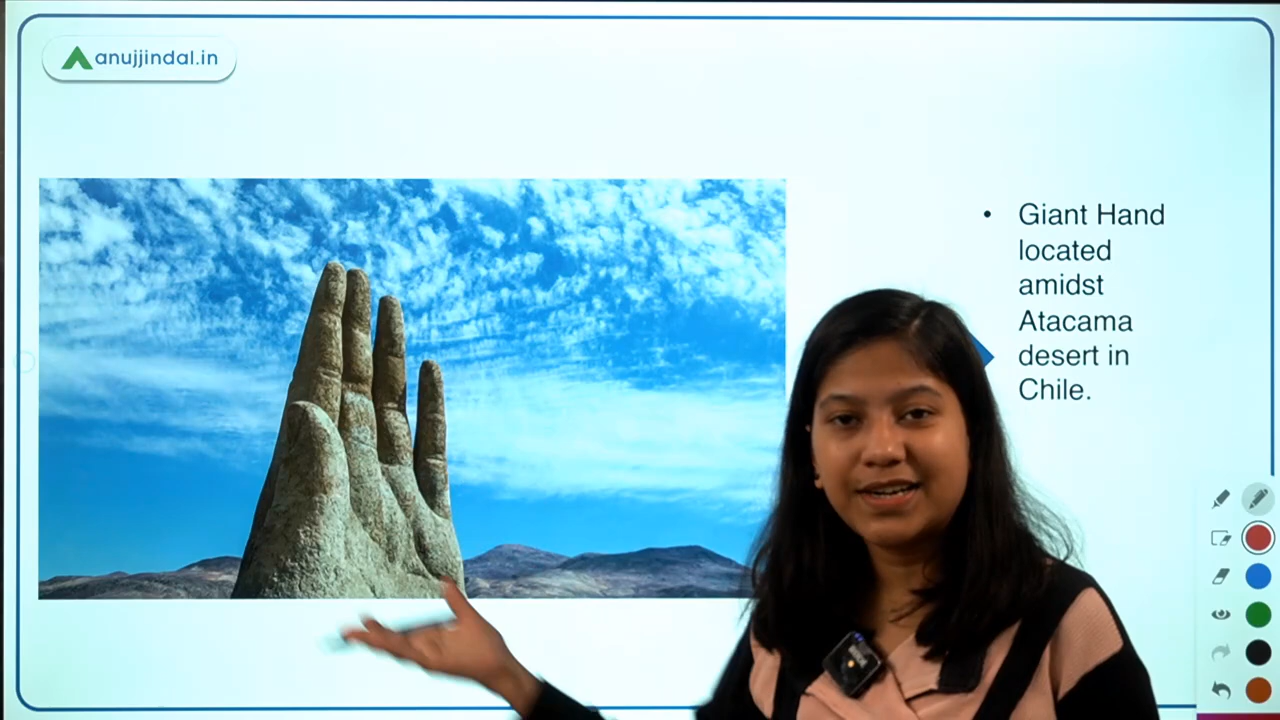 anujjindal.in
• Giant Hand
located
amidst
Atacama
desert in
Chile.